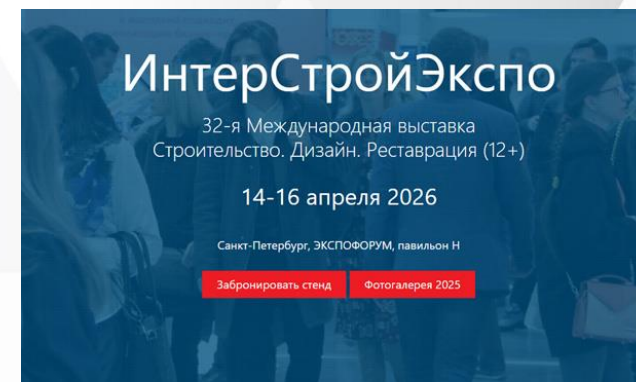 ИнтерСтройЭкспо
32-я Международная выставка
Строительство. Дизайн. Реставрация (12+)
14-16 апреля 2026
Санкт-Петербург, ЭКСПОФОРУМ, павильон H
Забронировать стенд
Фотогалерея 2025